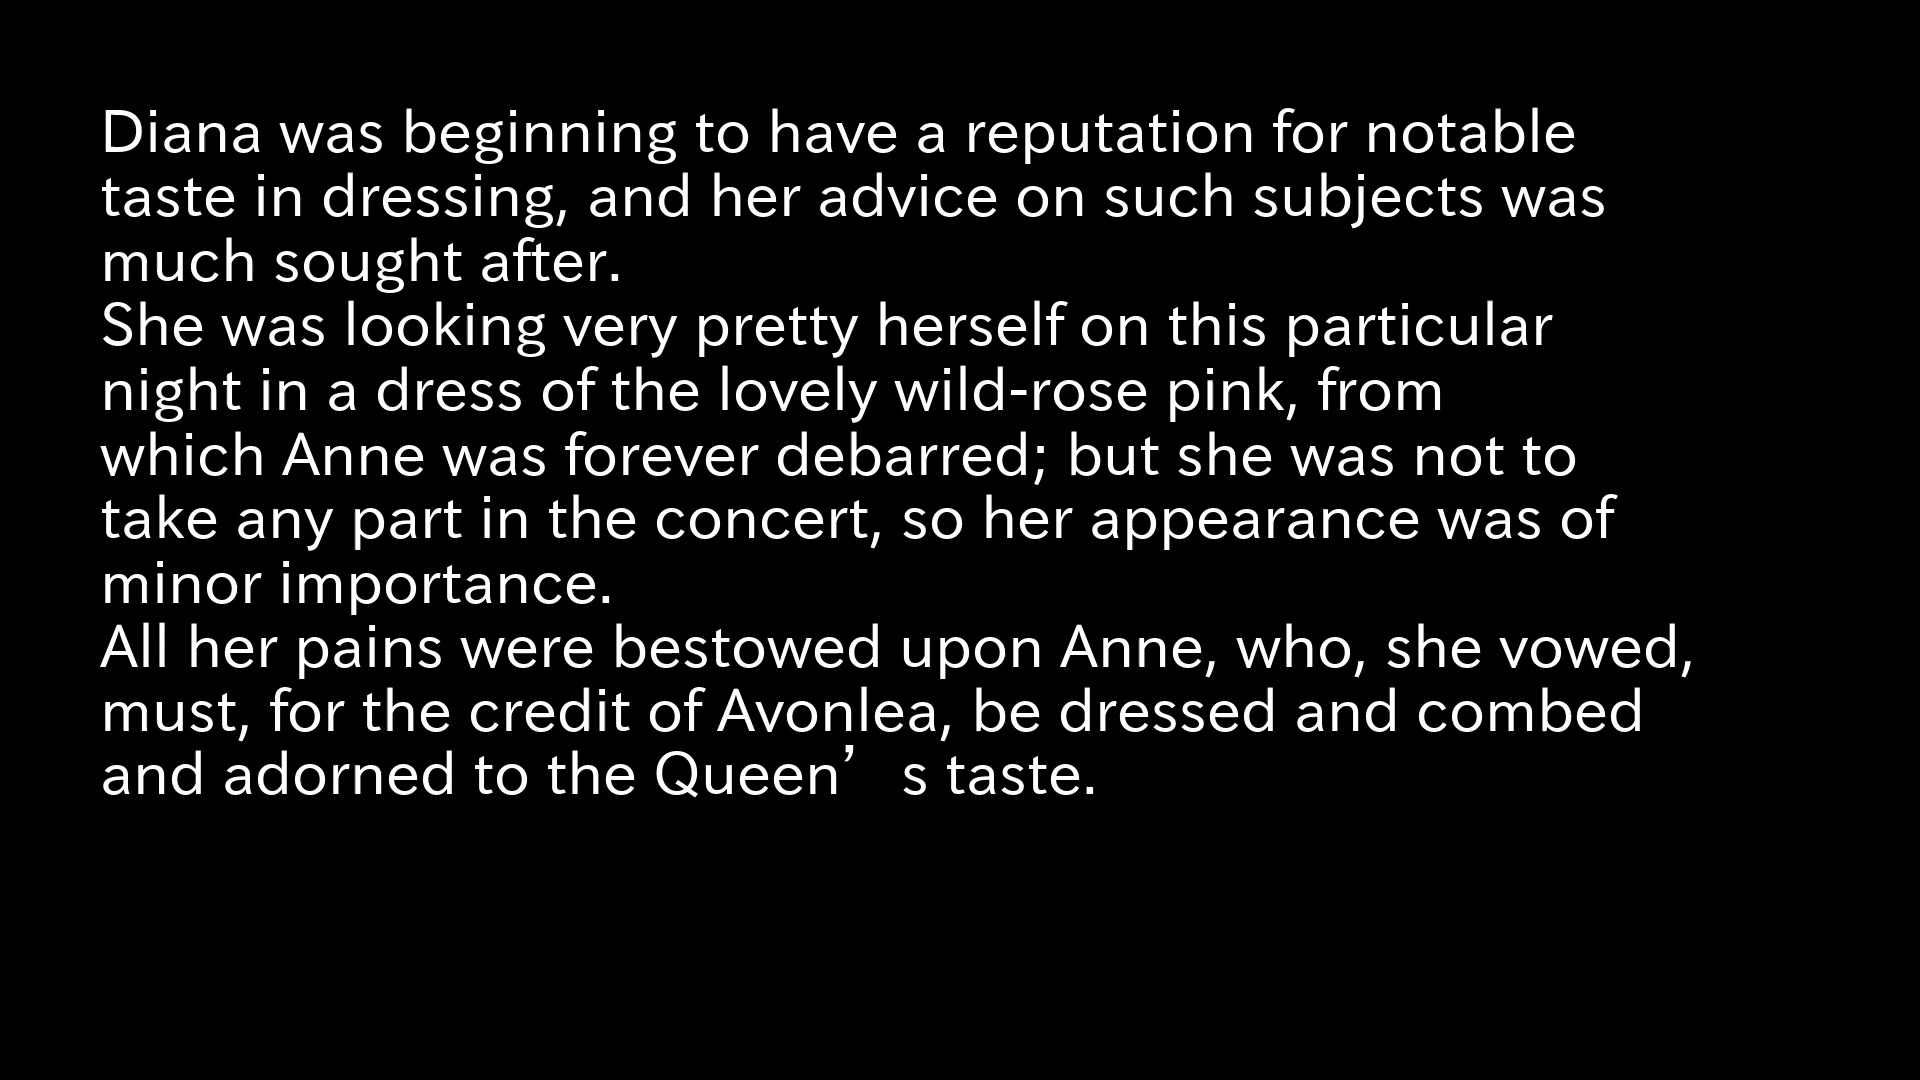 Diana was beginning to have a reputation for notable
taste in dressing, and her advice on such subjects was
much sought after.
She was looking very pretty herself on this particular
night in a dress of the lovely wild-rose pink, from
which Anne was forever debarred; but she was not to
take any part in the concert, so her appearance was of
minor importance.
All her pains were bestowed upon Anne, who, she vowed,
must, for the credit of Avonlea, be dressed and combed
and adorned to the Queen’s taste.